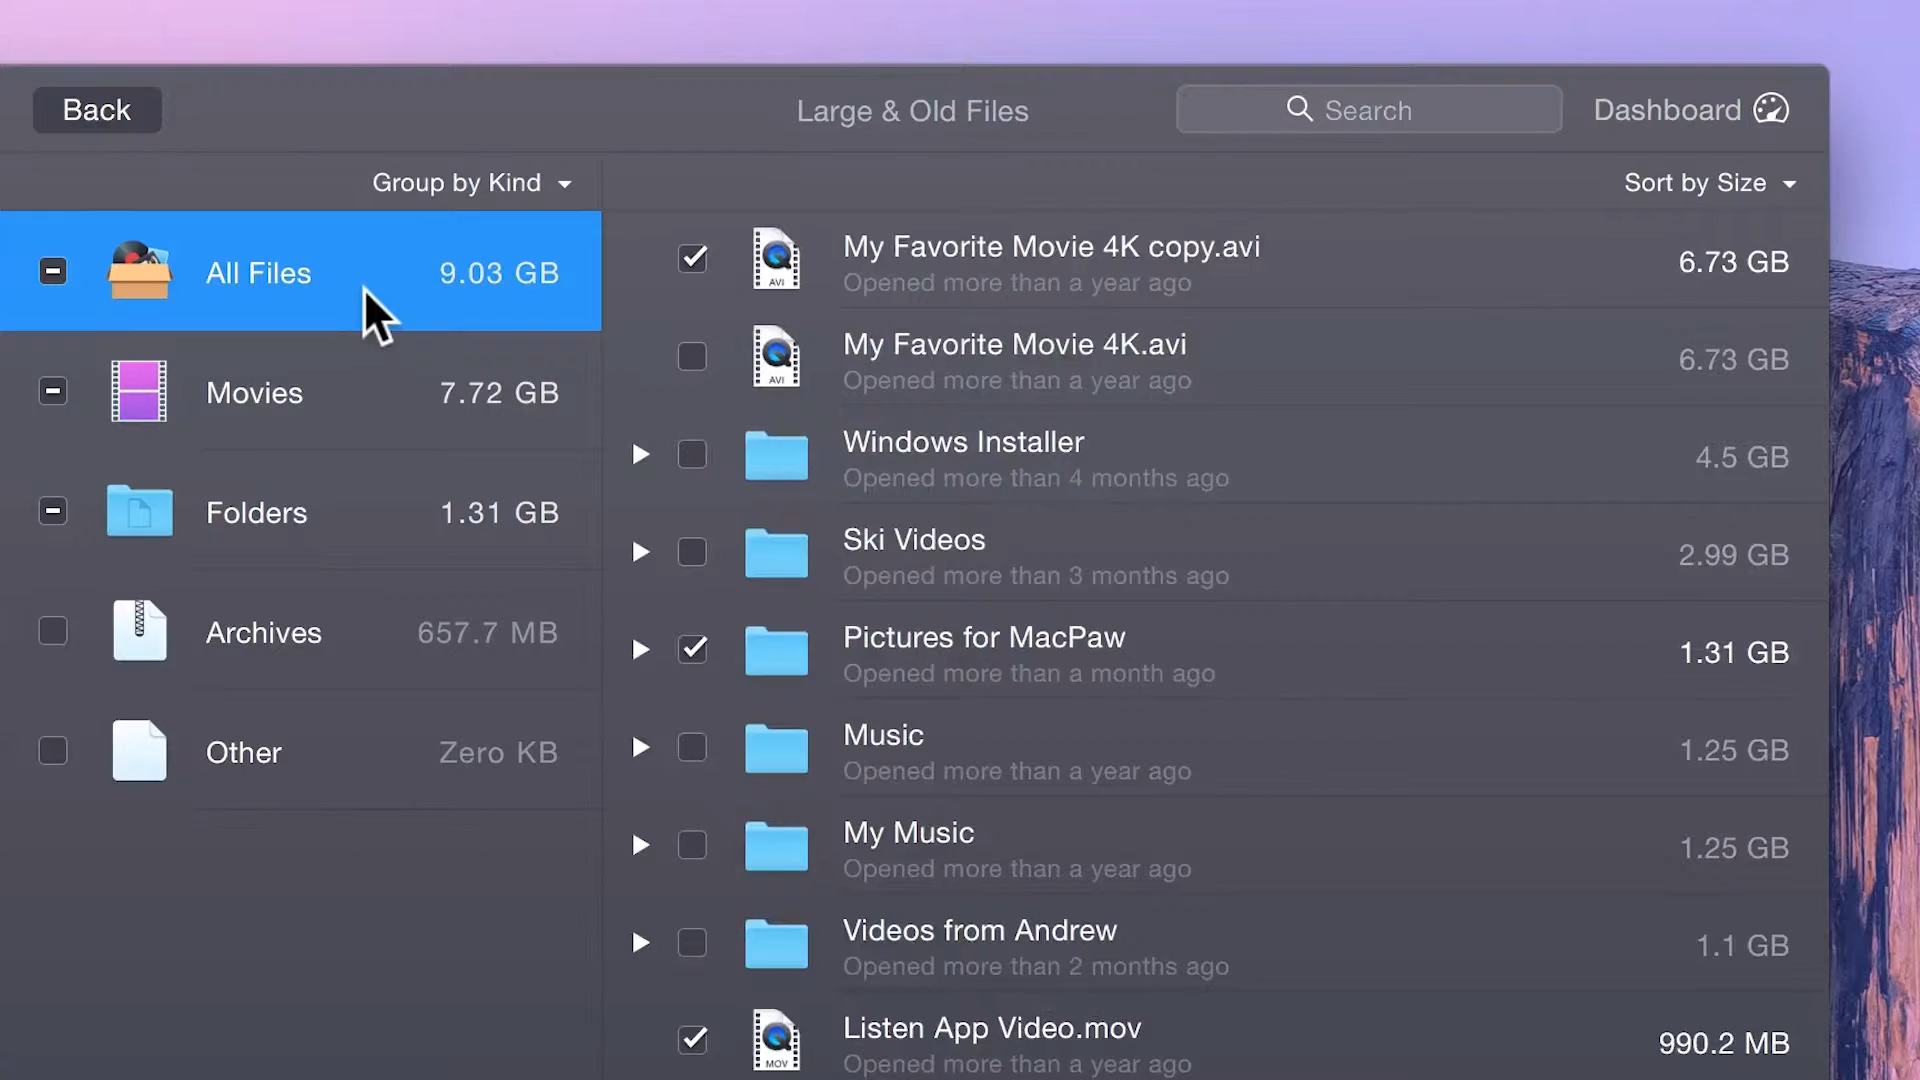 Back
Large & Old Files
Search
Dashboard
Group by Kind
Sort by Size
All Files 9.03 GB
Movies 7.72 GB
Folders 1.31 GB
Archives 657.7 MB
Other Zero KB
My Favorite Movie 4K copy.avi
Opened more than a year ago
6.73 GB
AVI
My Favorite Movie 4K.avi
Opened more than a year ago
6.73 GB
AVI
Windows Installer
Opened more than 4 months ago
4.5 GB
Ski Videos
Opened more than 3 months ago
2.99 GB
Pictures for MacPaw
Opened more than a month ago
1.31 GB
Music
Opened more than a year ago
1.25 GB
My Music
Opened more than a year ago
1.25 GB
Videos from Andrew
Opened more than 2 months ago
1.1 GB
Listen App Video.mov
Opened more than a year ago
990.2 MB
MOV